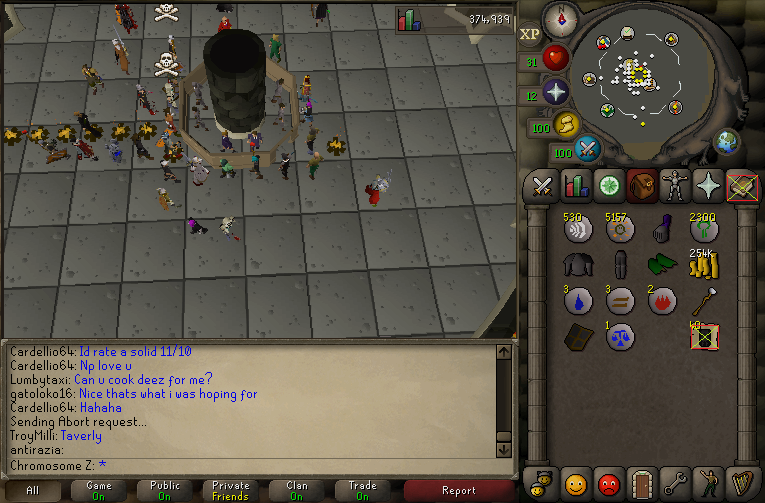 374,939
XP
31
12
100
100
530 5157 2300
254K
3 3 2
1 40
Cardellio64: Id rate a solid 11/10
Cardellio64: Np love u
Lumbytaxi: Can u cook deez for me?
gatoloko16: Nice thats what i was hoping for
Cardellio64: Hahaha
Sending Abort request...
TroyMilli: Taverly
antirazia:
Chromosome Z: *
All Game Public Private Clan Trade Report
On On Friends On On